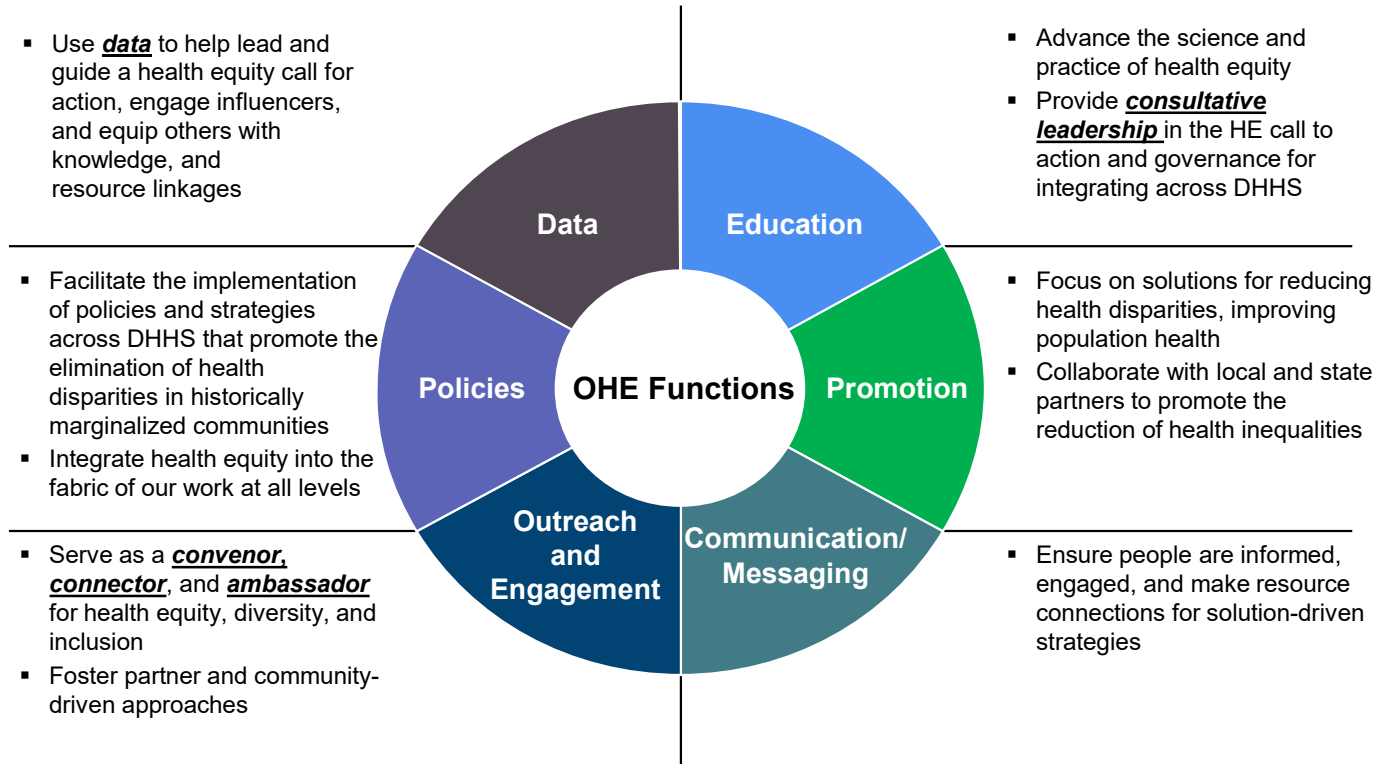 ▪ Use data to help lead and
guide a health equity call for
action, engage influencers,
and equip others with
knowledge, and
resource linkages
▪ Advance the science and
practice of health equity
▪ Provide consultative
leadership in the HE call to
action and governance for
integrating across DHHS
Data
Education
▪ Facilitate the implementation
of policies and strategies
across DHHS that promote the
elimination of health
disparities in historically
marginalized communities
▪ Integrate health equity into the
fabric of our work at all levels
Policies
OHE Functions
Promotion
▪ Focus on solutions for reducing
health disparities, improving
population health
▪ Collaborate with local and state
partners to promote the
reduction of health inequalities
Outreach
and
Engagement
Communication/
Messaging
▪ Serve as a convenor,
connector, and ambassador
for health equity, diversity, and
inclusion
▪ Foster partner and community-
driven approaches
▪ Ensure people are informed,
engaged, and make resource
connections for solution-driven
strategies